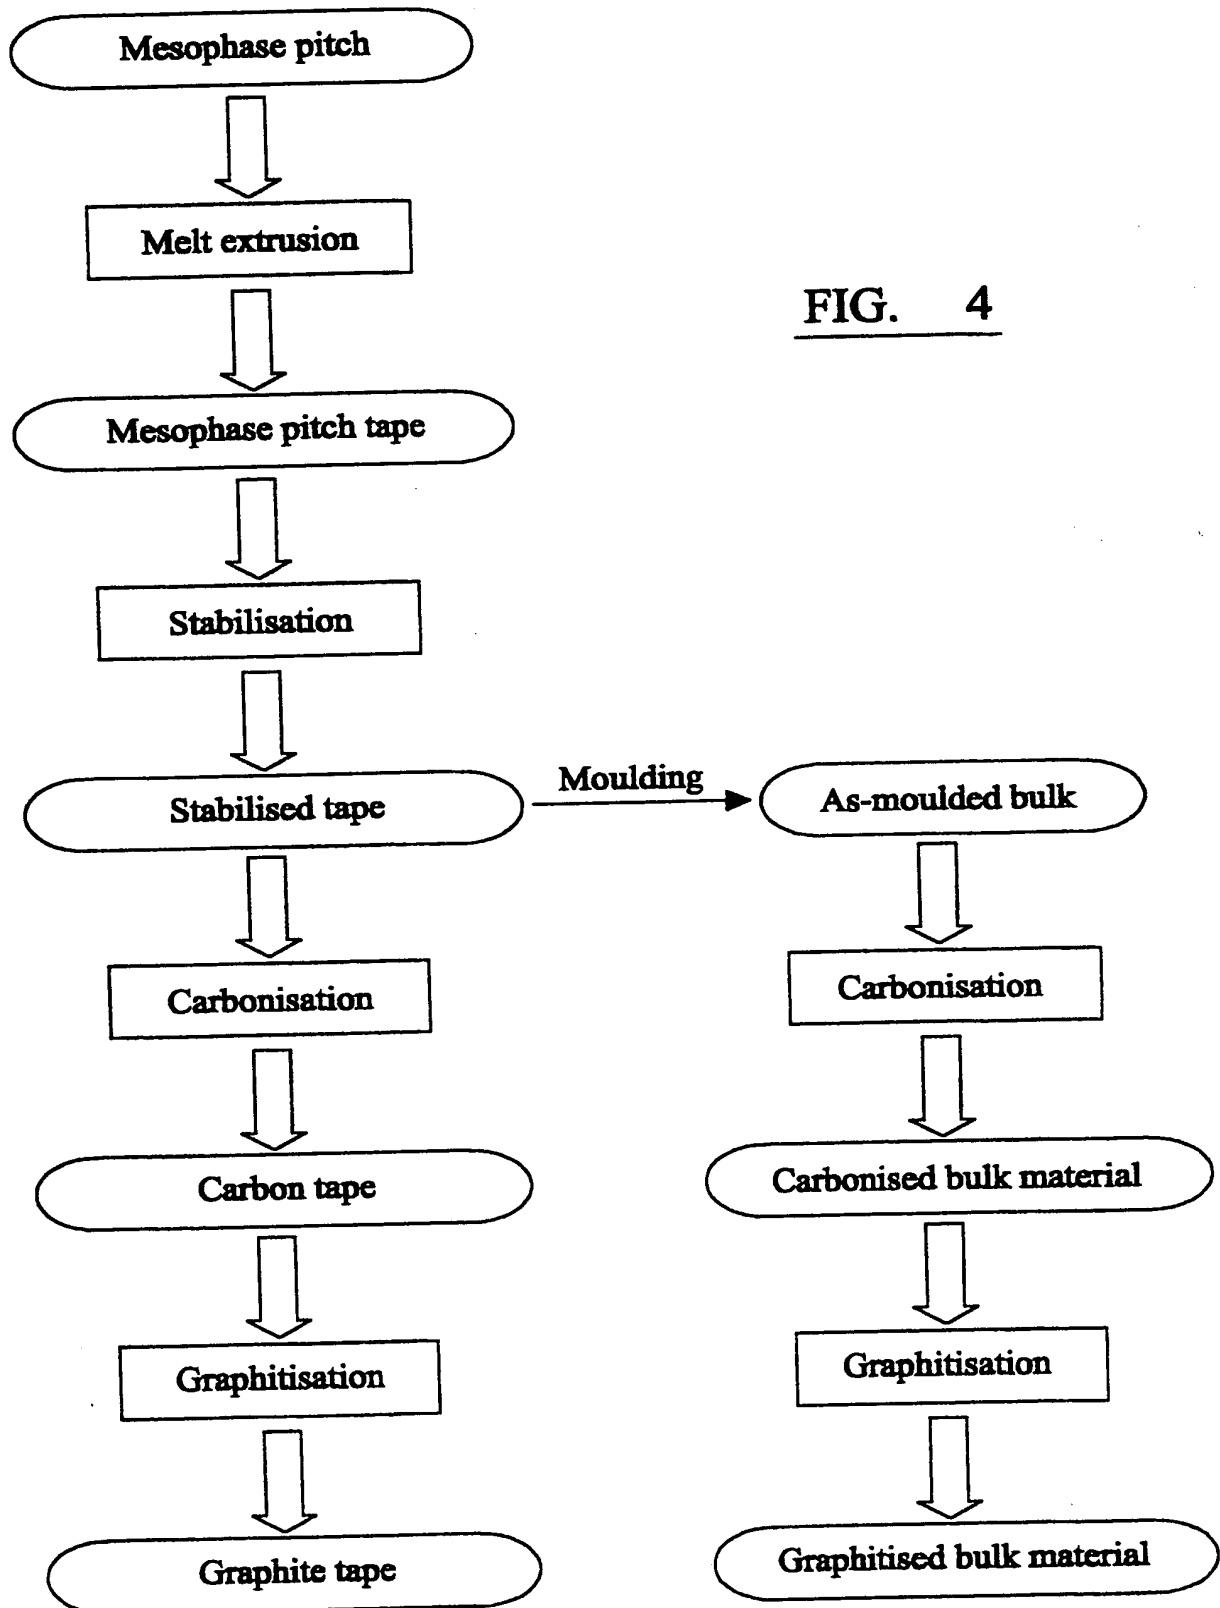 Mesophase pitch
Melt extrusion
FIG. 4
Mesophase pitch tape
Stabilisation
Stabilised tape
Moulding
As-moulded bulk
Carbonisation
Carbonisation
Carbon tape
Carbonised bulk material
Graphitisation
Graphitisation
Graphite tape
Graphitised bulk material